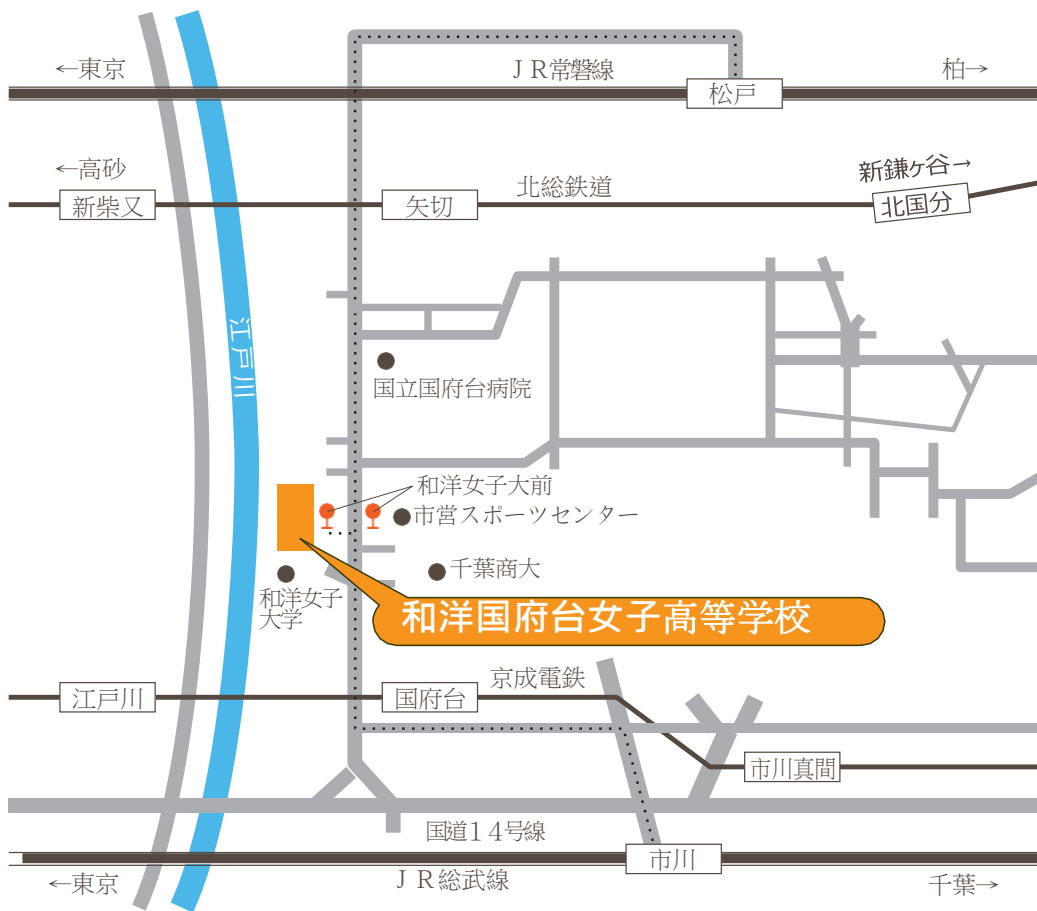 ←東京
ＪＲ常磐線
柏→
松戸
←高砂
新鎌ヶ谷→
北総鉄道
新柴又
矢切
北国分
江戸川
国立国府台病院
和洋女子大前
市営スポーツセンター
千葉商大
和洋女子
大学
和洋国府台女子高等学校
京成電鉄
江戸川
国府台
市川真間
国道１４号線
市川
←東京
ＪＲ総武線
千葉→